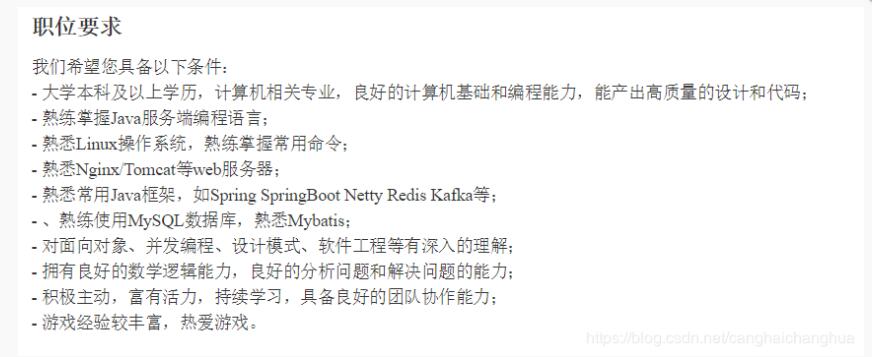 职位要求
我们希望您具备以下条件：
- 大学本科及以上学历，计算机相关专业，良好的计算机基础和编程能力，能产出高质量的设计和代码；
- 熟练掌握Java服务端编程语言；
- 熟悉Linux操作系统，熟练掌握常用命令；
- 熟悉Nginx/Tomcat等web服务器；
- 熟悉常用Java框架，如Spring SpringBoot Netty Redis Kafka等；
- 、熟练使用MySQL数据库，熟悉Mybatis；
- 对面向对象、并发编程、设计模式、软件工程等有深入的理解；
- 拥有良好的数学逻辑能力，良好的分析问题和解决问题的能力；
- 积极主动，富有活力，持续学习，具备良好的团队协作能力；
- 游戏经验较丰富，热爱游戏。
https://blog.csdn.net/canghaichanghua